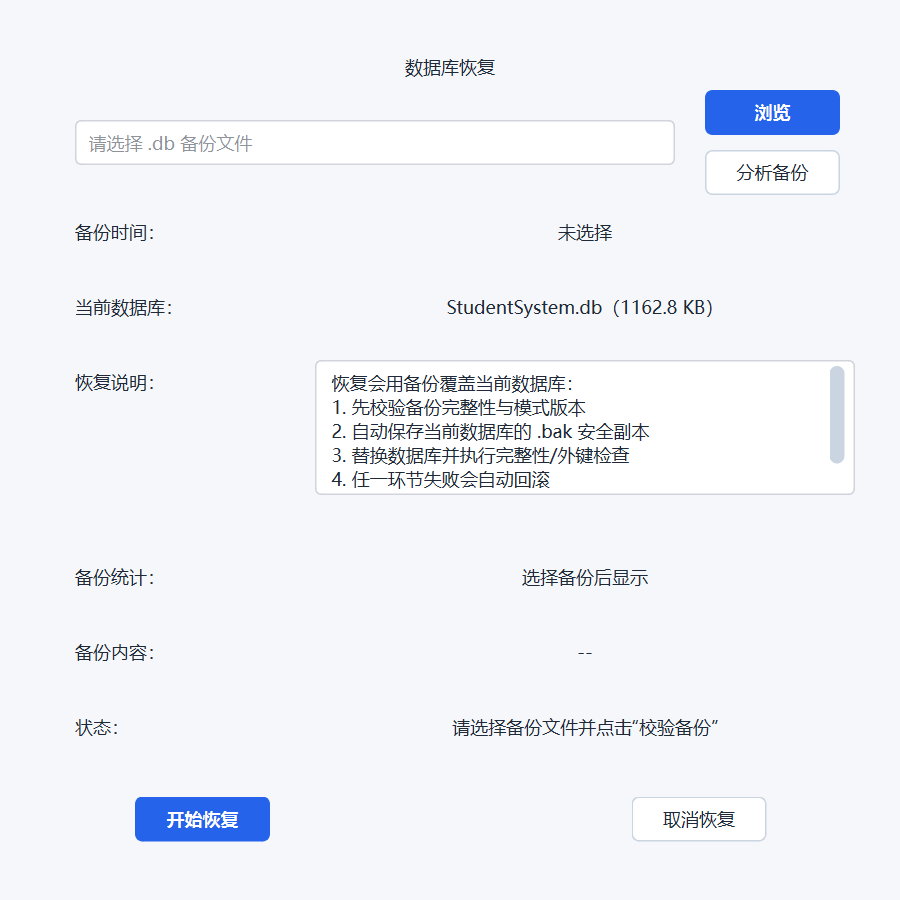 数据库恢复
请选择 .db 备份文件
浏览
分析备份
备份时间：
未选择
当前数据库：
StudentSystem.db（1162.8 KB）
恢复说明：
恢复会用备份覆盖当前数据库：
1. 先校验备份完整性与模式版本
2. 自动保存当前数据库的 .bak 安全副本
3. 替换数据库并执行完整性/外键检查
4. 任一环节失败会自动回滚
备份统计：
选择备份后显示
备份内容：
--
状态：
请选择备份文件并点击“校验备份”
开始恢复
取消恢复